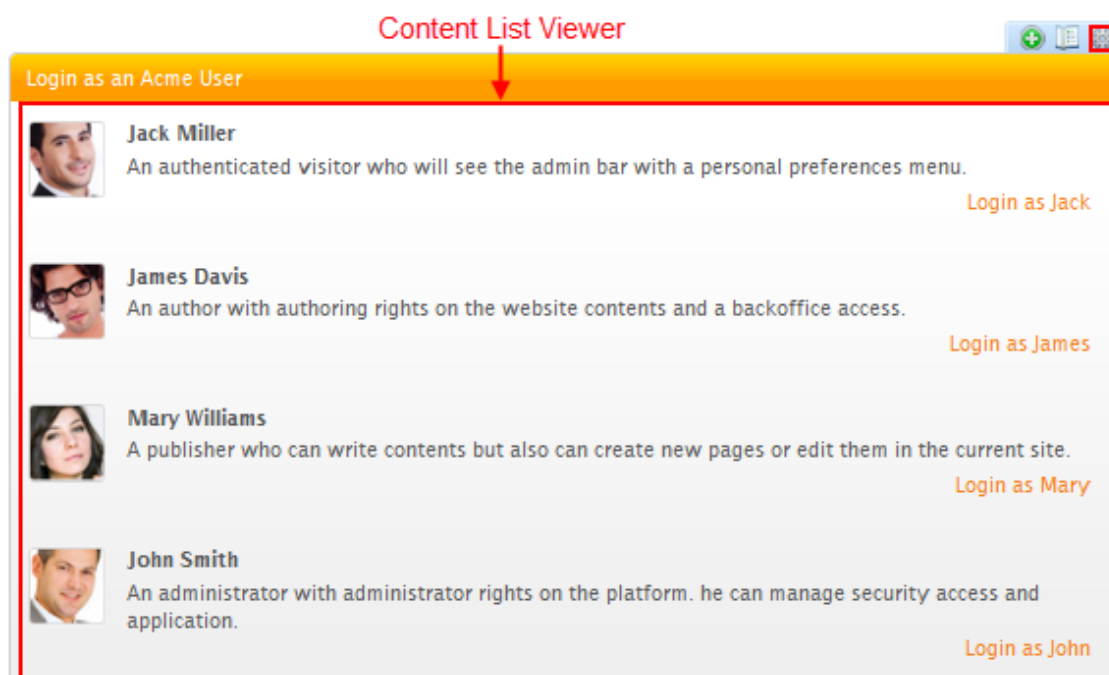 Content List Viewer
Login as an Acme User
Jack Miller
An authenticated visitor who will see the admin bar with a personal preferences menu.
Login as Jack
James Davis
An author with authoring rights on the website contents and a backoffice access.
Login as James
Mary Williams
A publisher who can write contents but also can create new pages or edit them in the current site.
Login as Mary
John Smith
An administrator with administrator rights on the platform. he can manage security access and
application.
Login as John